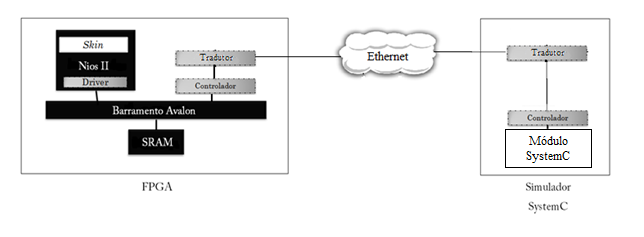 Skin
Nios II
Driver
Tradutor
Controlador
Barramento Avalon
SRAM
FPGA
Ethernet
Tradutor
Controlador
Módulo
SystemC
Simulador
SystemC